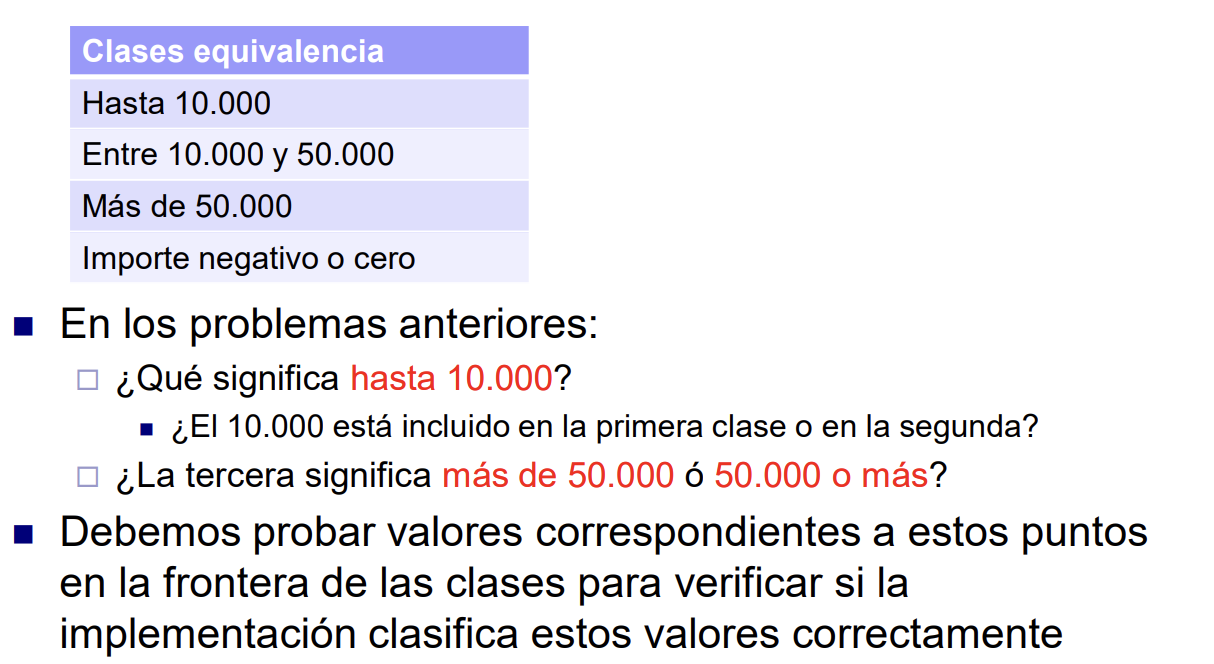 Clases equivalencia
Hasta 10.000
Entre 10.000 y 50.000
Más de 50.000
Importe negativo o cero
En los problemas anteriores:
¿Qué significa hasta 10.000?
¿El 10.000 está incluido en la primera clase o en la segunda?
¿La tercera significa más de 50.000 ó 50.000 o más?
Debemos probar valores correspondientes a estos puntos
en la frontera de las clases para verificar si la
implementación clasifica estos valores correctamente